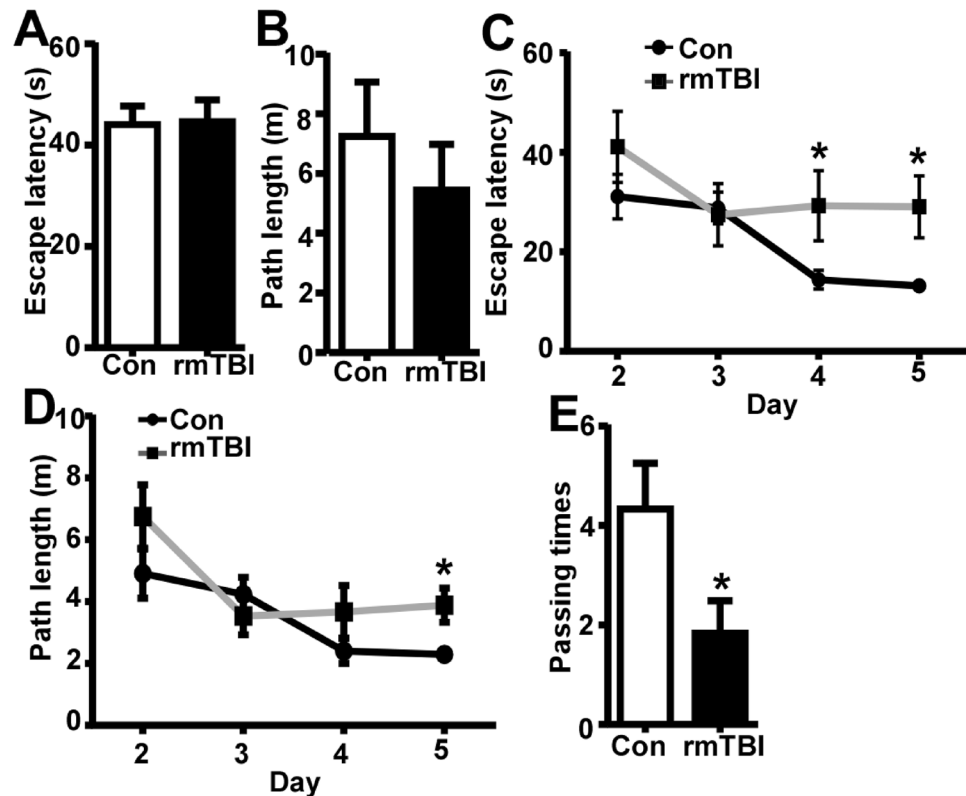 A
Escape latency (s)
60
40
20
0
Con rmTBI
B
Path length (m)
10
8
6
4
2
0
Con rmTBI
C
Escape latency (s)
60
40
20
0
Con
rmTBI
* *
2 3 4 5
Day
D
Path length (m)
10
8
6
4
2
0
Con
rmTBI
*
2 3 4 5
Day
E
Passing times
6
4
2
0
*
Con rmTBI